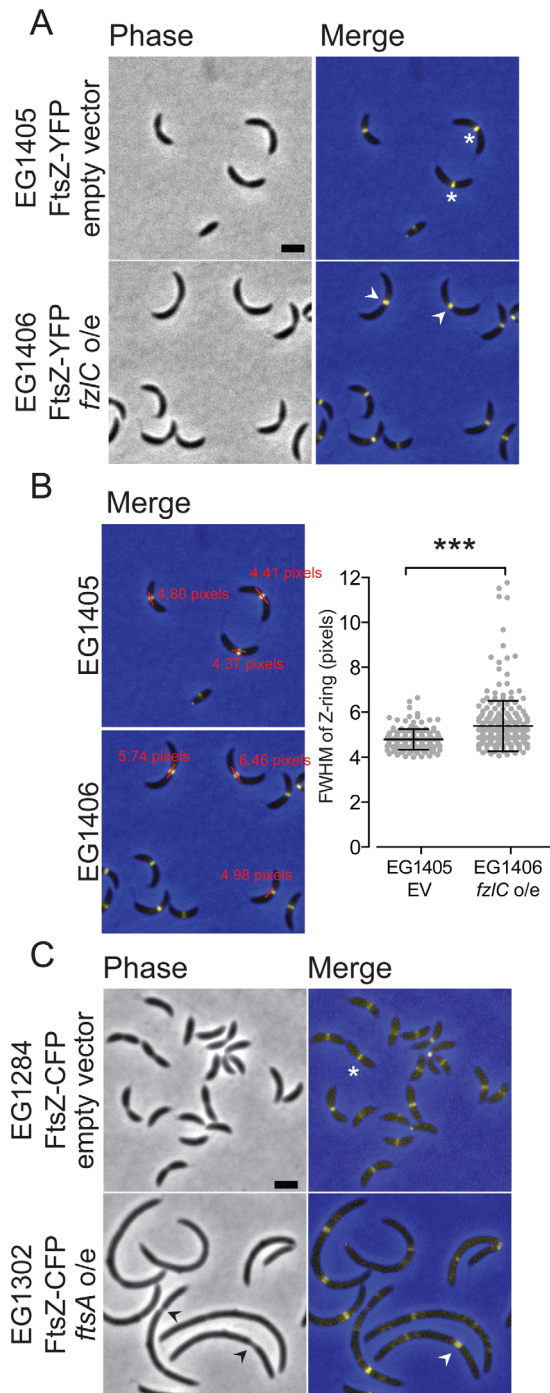 A
Phase
Merge
EG1405
FtsZ-YFP
empty vector
*
*
EG1406
FtsZ-YFP
fzlC o/e
B
Merge
EG1405
4.80 pixels
4.41 pixels
4.37 pixels
EG1406
5.74 pixels
6.46 pixels
4.98 pixels
***
FWHM of Z-ring (pixels)
12
10
8
6
4
2
0
EG1405
EV
EG1406
fzlC o/e
C
Phase
Merge
EG1284
FtsZ-CFP
empty vector
*
EG1302
FtsZ-CFP
ftsA o/e